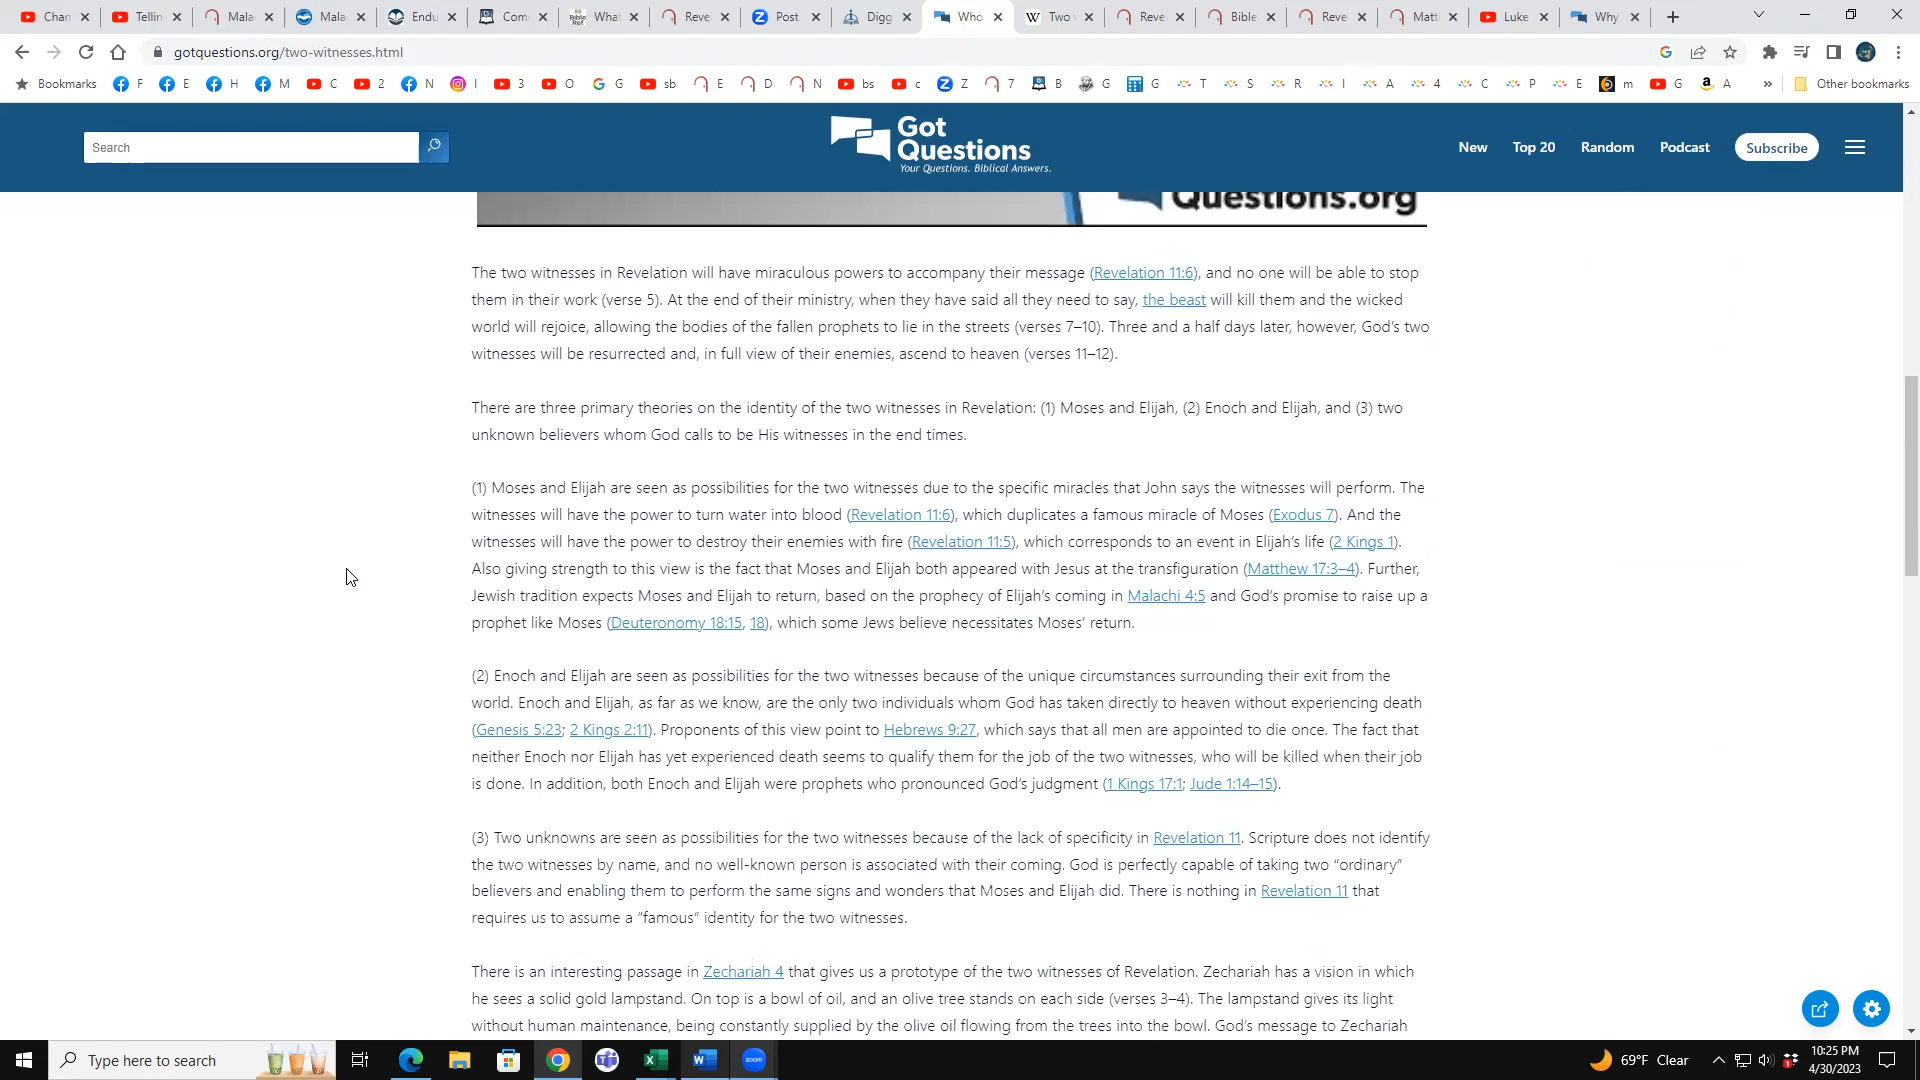 Chan
Tellin
Mala
Mala
Endu
Com
What
Reve
Post
Digg
Who
Two
Reve
Bible
Reve
Matt
Luke
Why
gotquestions.org/two-witnesses.html
Bookmarks F E H M C 2 N I 3 O G sb E D N bs c Z 7 B G G T S R I A 4 C P E m G A » Other bookmarks
Search
Got
Questions
Your Questions. Biblical Answers.
New Top 20 Random Podcast Subscribe
Questions.org
The two witnesses in Revelation will have miraculous powers to accompany their message (Revelation 11:6), and no one will be able to stop
them in their work (verse 5). At the end of their ministry, when they have said all they need to say, the beast will kill them and the wicked
world will rejoice, allowing the bodies of the fallen prophets to lie in the streets (verses 7–10). Three and a half days later, however, God's two
witnesses will be resurrected and, in full view of their enemies, ascend to heaven (verses 11–12).
There are three primary theories on the identity of the two witnesses in Revelation: (1) Moses and Elijah, (2) Enoch and Elijah, and (3) two
unknown believers whom God calls to be His witnesses in the end times.
(1) Moses and Elijah are seen as possibilities for the two witnesses due to the specific miracles that John says the witnesses will perform. The
witnesses will have the power to turn water into blood (Revelation 11:6), which duplicates a famous miracle of Moses (Exodus 7). And the
witnesses will have the power to destroy their enemies with fire (Revelation 11:5), which corresponds to an event in Elijah's life (2 Kings 1).
Also giving strength to this view is the fact that Moses and Elijah both appeared with Jesus at the transfiguration (Matthew 17:3–4). Further,
Jewish tradition expects Moses and Elijah to return, based on the prophecy of Elijah's coming in Malachi 4:5 and God's promise to raise up a
prophet like Moses (Deuteronomy 18:15, 18), which some Jews believe necessitates Moses' return.
(2) Enoch and Elijah are seen as possibilities for the two witnesses because of the unique circumstances surrounding their exit from the
world. Enoch and Elijah, as far as we know, are the only two individuals whom God has taken directly to heaven without experiencing death
(Genesis 5:23; 2 Kings 2:11). Proponents of this view point to Hebrews 9:27, which says that all men are appointed to die once. The fact that
neither Enoch nor Elijah has yet experienced death seems to qualify them for the job of the two witnesses, who will be killed when their job
is done. In addition, both Enoch and Elijah were prophets who pronounced God's judgment (1 Kings 17:1; Jude 1:14–15).
(3) Two unknowns are seen as possibilities for the two witnesses because of the lack of specificity in Revelation 11. Scripture does not identify
the two witnesses by name, and no well-known person is associated with their coming. God is perfectly capable of taking two “ordinary”
believers and enabling them to perform the same signs and wonders that Moses and Elijah did. There is nothing in Revelation 11 that
requires us to assume a “famous” identity for the two witnesses.
There is an interesting passage in Zechariah 4 that gives us a prototype of the two witnesses of Revelation. Zechariah has a vision in which
he sees a solid gold lampstand. On top is a bowl of oil, and an olive tree stands on each side (verses 3–4). The lampstand gives its light
without human maintenance, being constantly supplied by the olive oil flowing from the trees into the bowl. God's message to Zechariah
Type here to search
69°F Clear
10:25 PM
4/30/2023